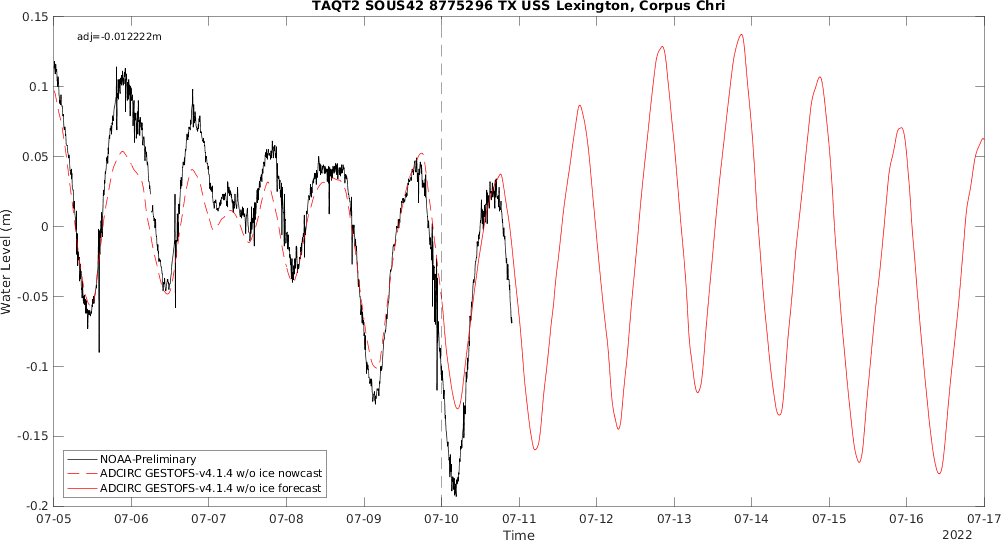 TAQT2 SOUS42 8775296 TX USS Lexington, Corpus Chri
adj=-0.012222m
0.15
0.1
0.05
0
-0.05
-0.1
-0.15
-0.2
Water Level (m)
NOAA-Preliminary
ADCIRC GESTOFS-v4.1.4 w/o ice nowcast
ADCIRC GESTOFS-v4.1.4 w/o ice forecast
07-05 07-06 07-07 07-08 07-09 07-10 07-11 07-12 07-13 07-14 07-15 07-16 07-17
Time
2022